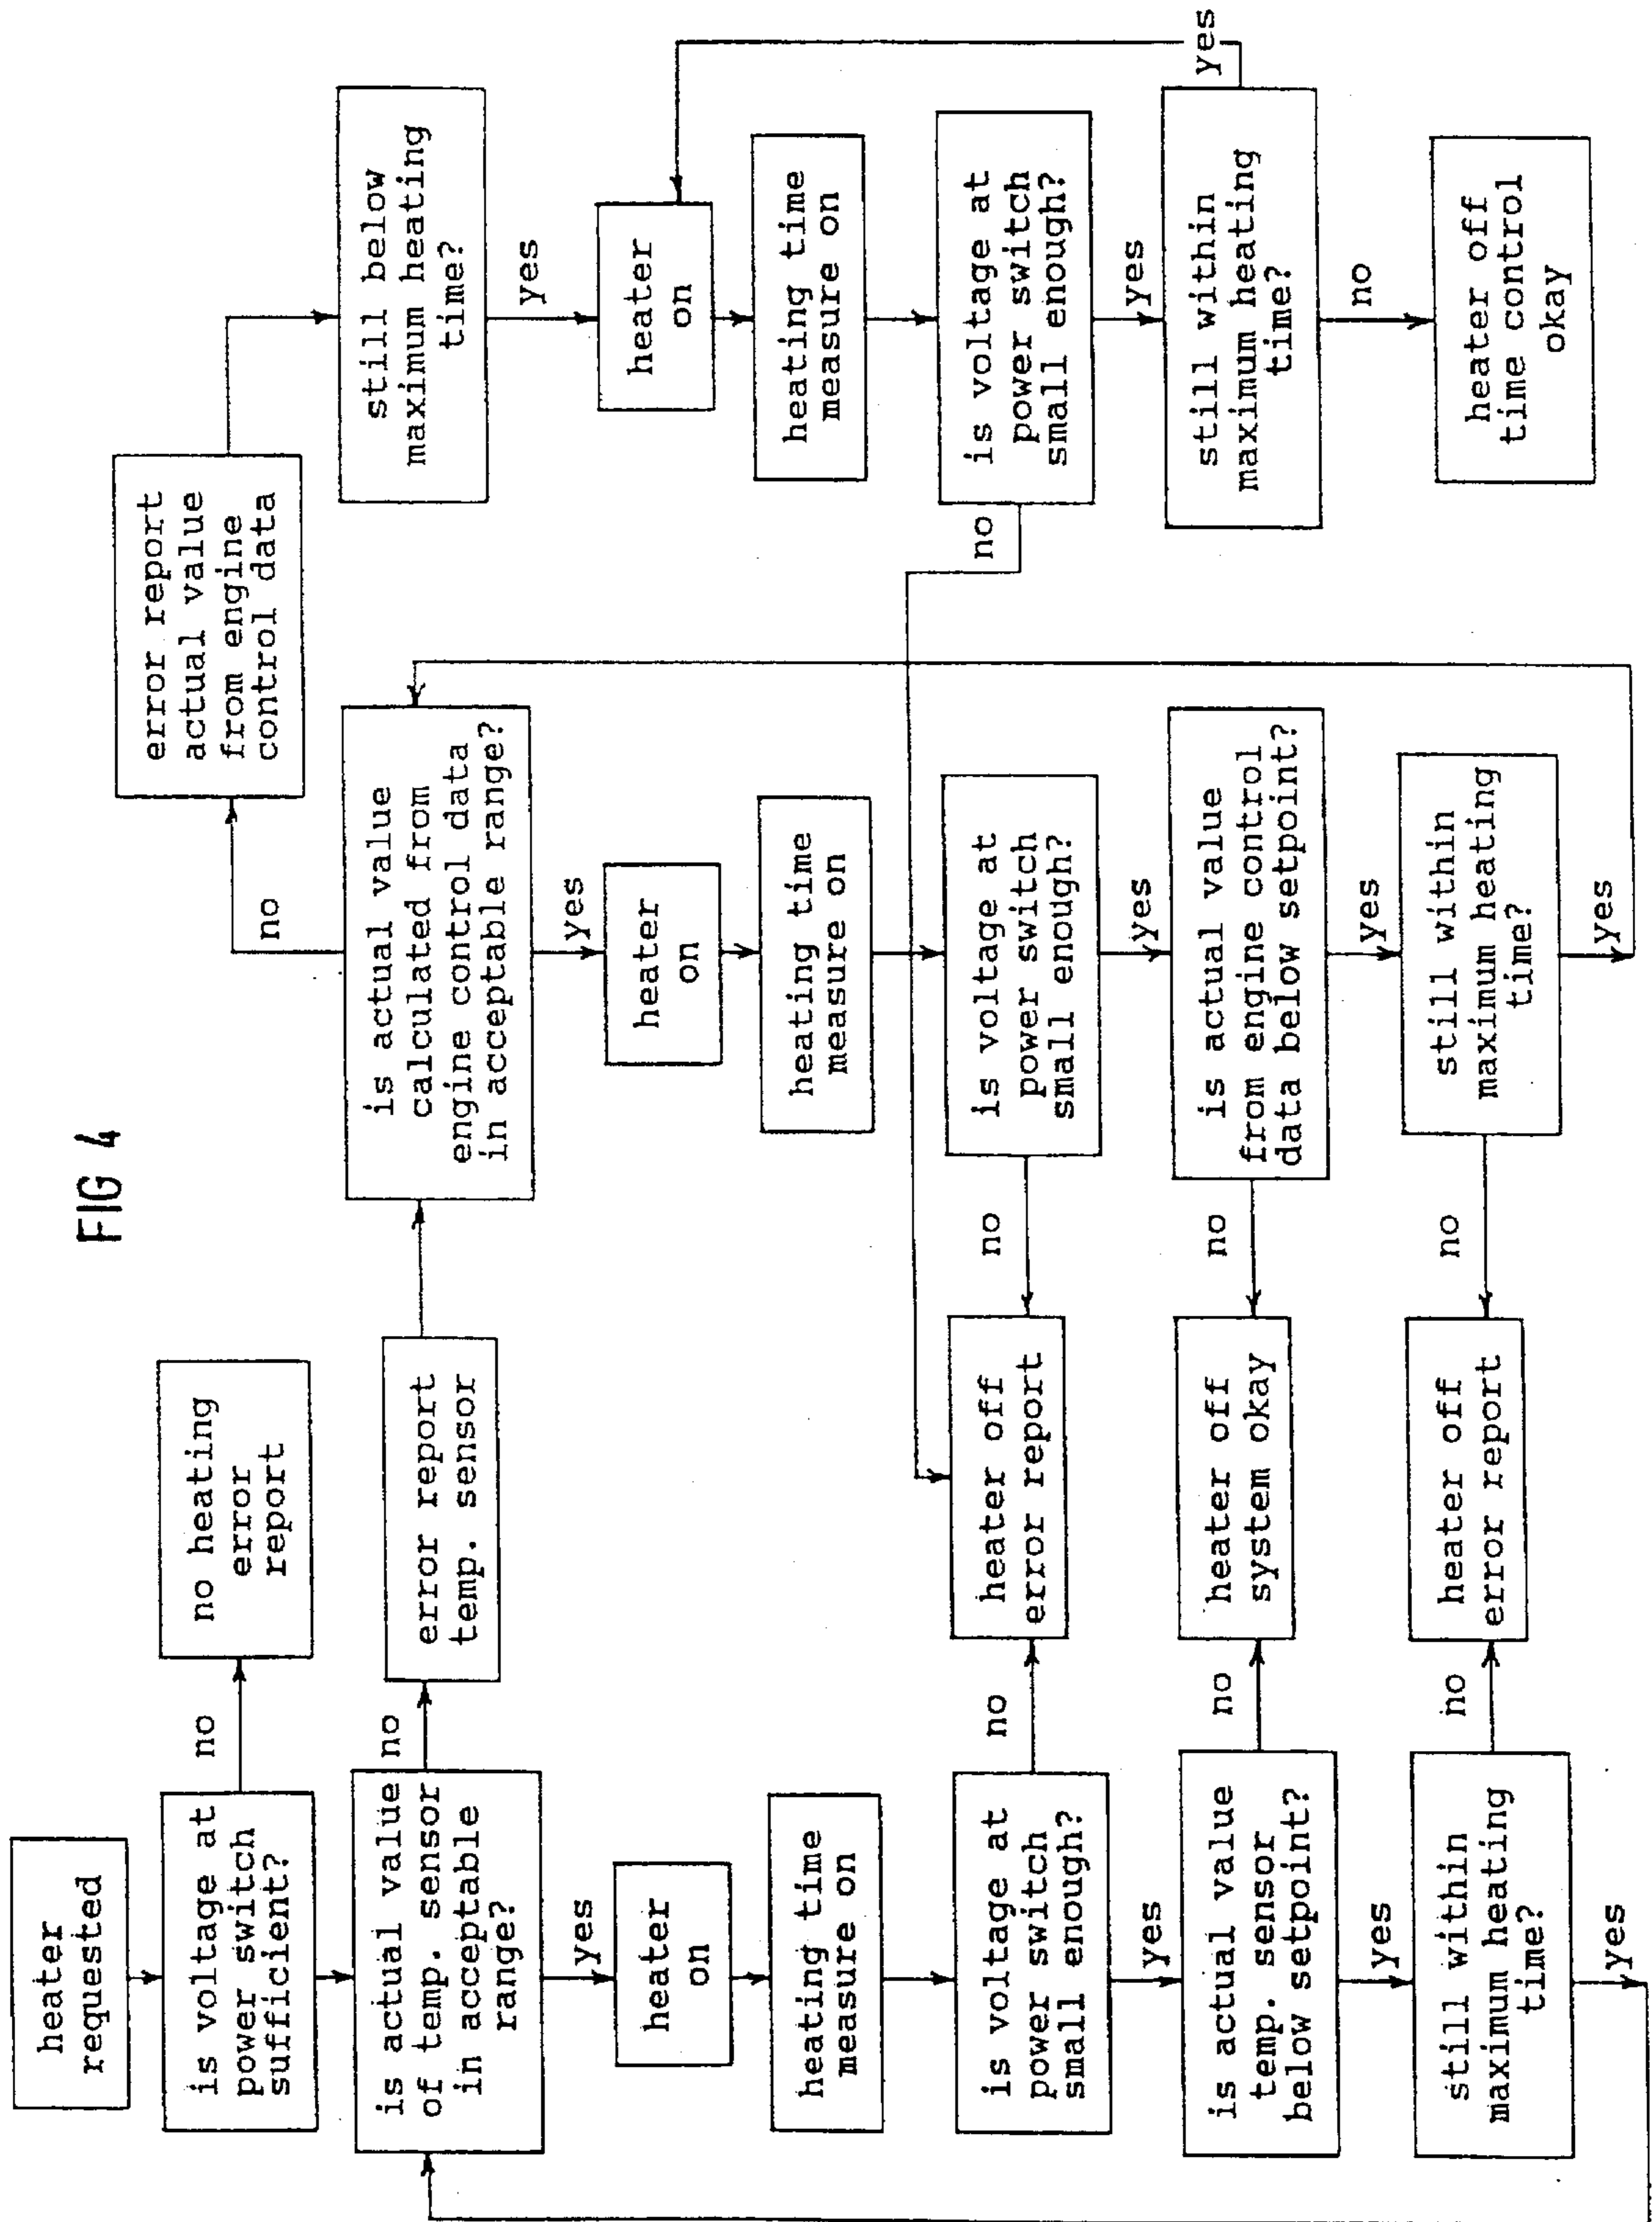 FIG 4
heater
requested
is voltage at
power switch
sufficient?
no
no heating
error
report
is actual value
of temp. sensor
in acceptable
range?
no
error report
temp. sensor
yes
heater
on
heating time
measure on
is voltage at
power switch
small enough?
no
heater off
error report
yes
is actual value
temp. sensor
below setpoint?
no
heater off
system okay
yes
still within
maximum heating
time?
no
heater off
error report
yes
is actual value
calculated from
engine control data
in acceptable range?
no
error report
actual value
from engine
control data
yes
heater
on
heating time
measure on
is voltage at
power switch
small enough?
no
yes
is actual value
from engine control
data below setpoint?
no
yes
still within
maximum heating
time?
no
yes
still below
maximum heating
time?
yes
heater
on
heating time
measure on
is voltage at
power switch
small enough?
no
yes
still within
maximum heating
time?
yes
no
heater off
time control
okay